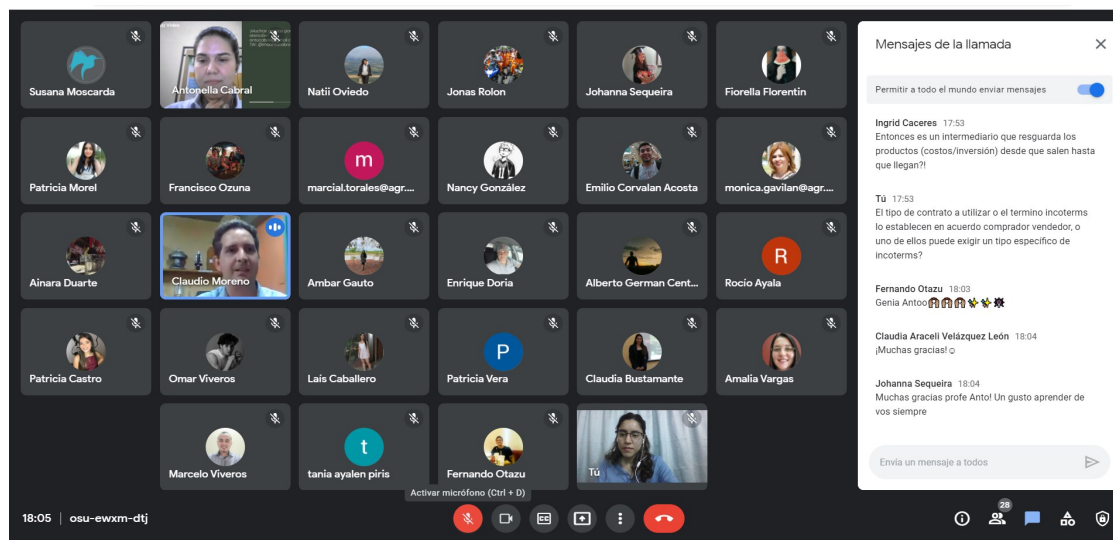 Susana Moscarda
Antonella Cabral
Natii Oviedo
Jonas Rolon
Johanna Sequeira
Fiorella Florentin
Patricia Morel
Francisco Ozuna
m
marcial.torales@agr....
Nancy González
Emilio Corvalan Acosta
monica.gavilan@agr....
Ainara Duarte
Claudio Moreno
Ambar Gauto
Enrique Doria
Alberto German Cent...
R
Rocío Ayala
Patricia Castro
Omar Viveros
Laís Caballero
P
Patricia Vera
Claudia Bustamante
Amalia Vargas
Marcelo Viveros
t
tania ayalen piris
Fernando Otazu
Tú
Activar micrófono (Ctrl + D)
18:05 | osu-ewxm-dtj
28
Mensajes de la llamada
Permitir a todo el mundo enviar mensajes
Ingrid Caceres 17:53
Entonces es un intermediario que resguarda los
productos (costos/inversión) desde que salen hasta
que llegan?!
Tú 17:53
El tipo de contrato a utilizar o el termino incoterms
lo establecen en acuerdo comprador vendedor, o
uno de ellos puede exigir un tipo específico de
incoterms?
Fernando Otazu 18:03
Genia Antoo
Claudia Araceli Velázquez León 18:04
¡Muchas gracias!☺
Johanna Sequeira 18:04
Muchas gracias profe Anto! Un gusto aprender de
vos siempre
Envía un mensaje a todos